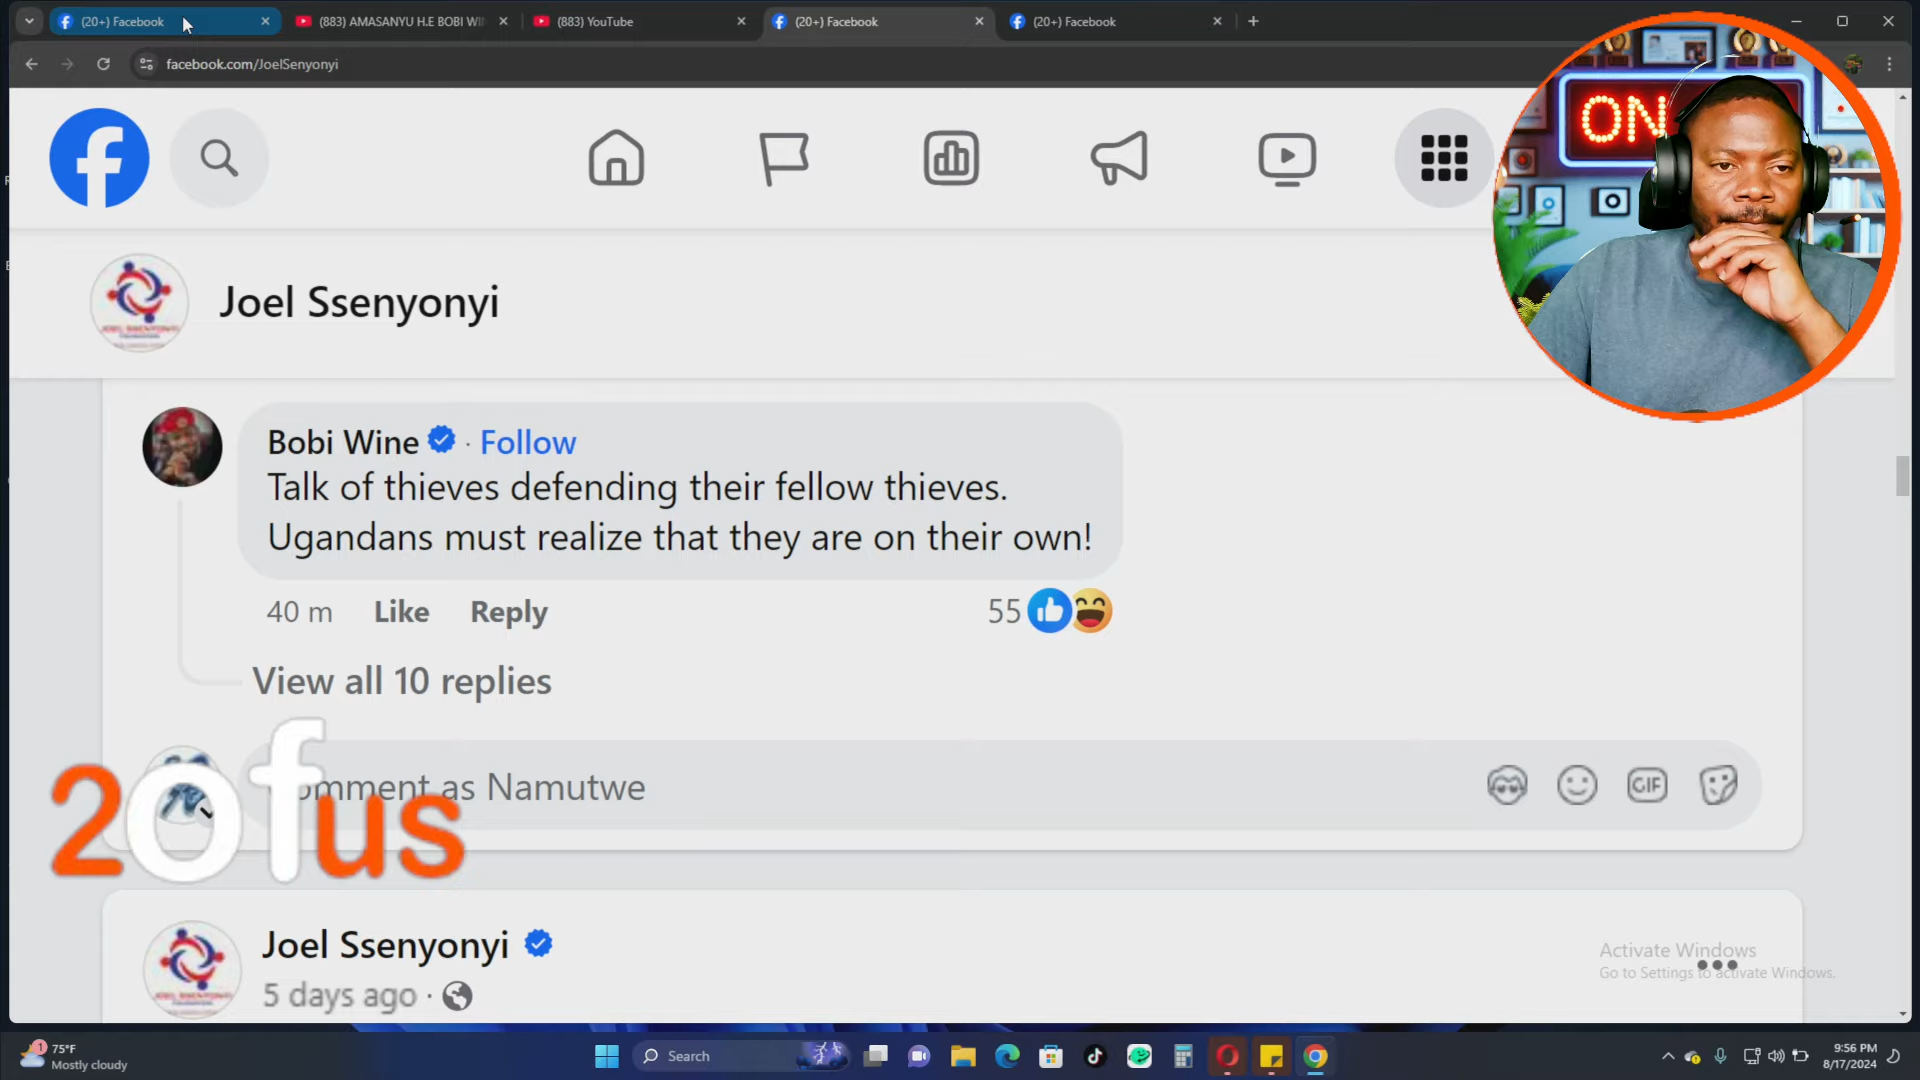 (20+) Facebook
(883) AMASANYU H.E BOBI WI
(883) YouTube
(20+) Facebook
(20+) Facebook
facebook.com/JoelSenyonyi
ON
Joel Ssenyonyi
Bobi Wine · Follow
Talk of thieves defending their fellow thieves.
Ugandans must realize that they are on their own!
40 m Like Reply 55
View all 10 replies
omment as Namutwe
GIF
2Ofus
Joel Ssenyonyi
5 days ago ·
Activate Windows
Go to Settings to activate Windows.
1
75°F
Mostly cloudy
Search
9:56 PM
8/17/2024